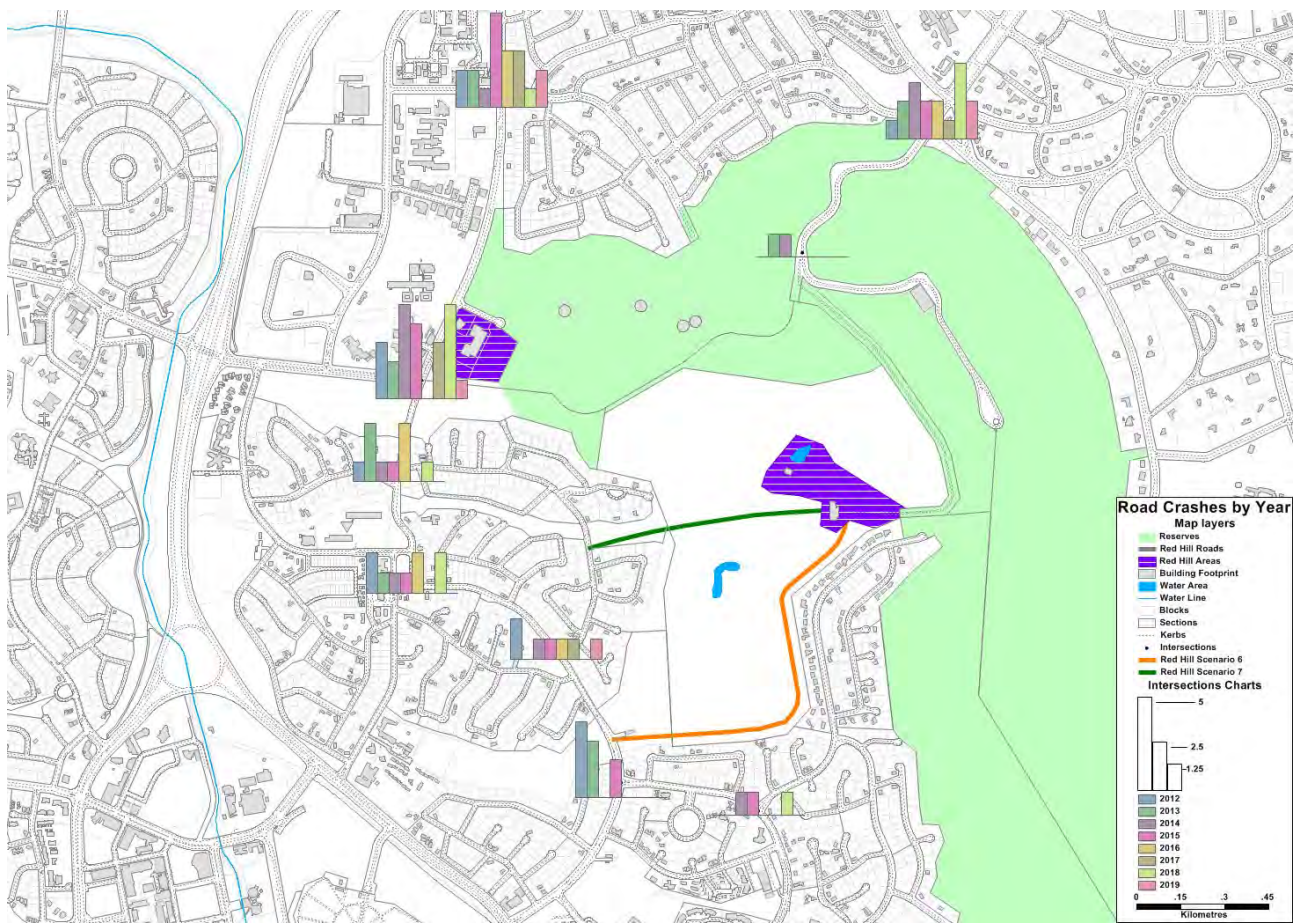 Road Crashes by Year
Map layers
Reserves
Red Hill Roads
Red Hill Areas
Building Footprint
Water Area
Water Line
Blocks
Sections
Kerbs
Intersections
Red Hill Scenario 6
Red Hill Scenario 7
Intersections Charts
5
2.5
1.25
2012
2013
2014
2015
2016
2017
2018
2019
0 .15 .3 .45
Kilometres